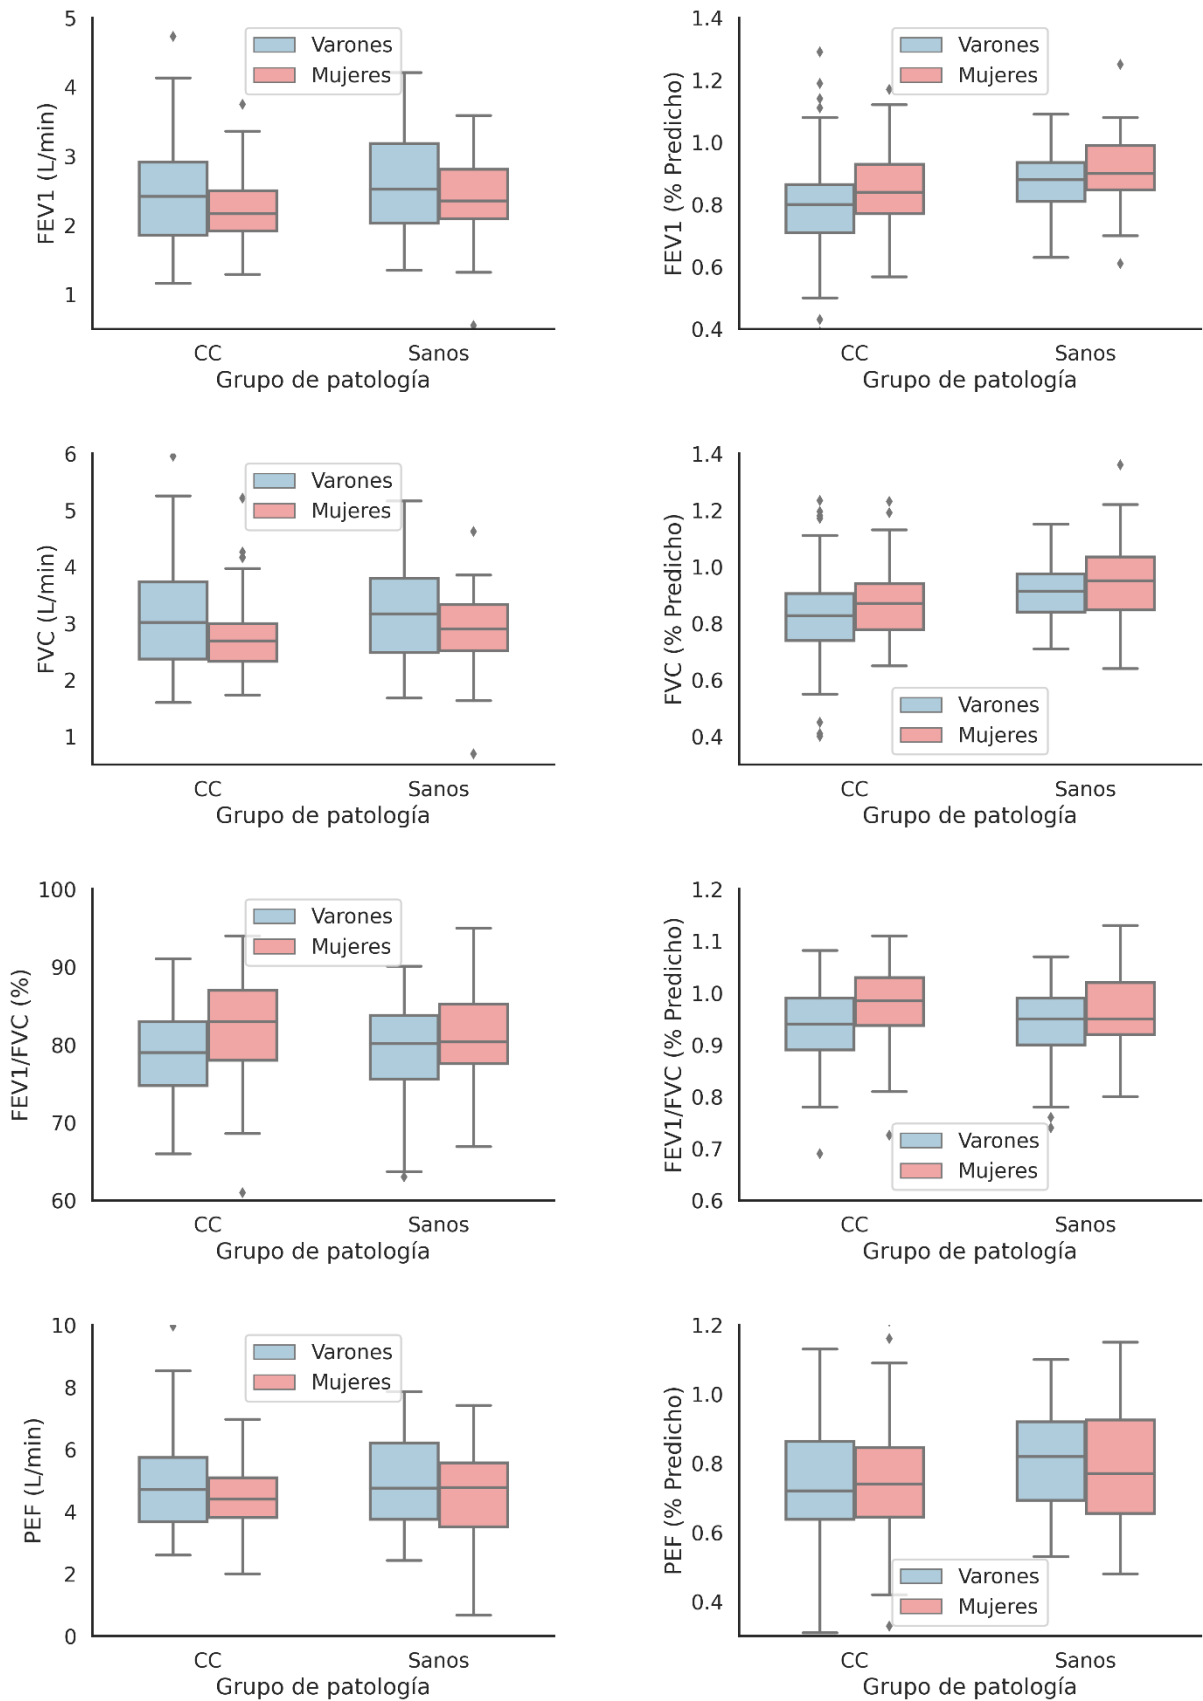 5
4
3
2
1
FEV1 (L/min)
Varones
Mujeres
CC
Sanos
Grupo de patología
1.4
1.2
1.0
0.8
0.6
0.4
FEV1 (% Predicho)
Varones
Mujeres
CC
Sanos
Grupo de patología
6
5
4
3
2
1
FVC (L/min)
Varones
Mujeres
CC
Sanos
Grupo de patología
1.4
1.2
1.0
0.8
0.6
0.4
FVC (% Predicho)
Varones
Mujeres
CC
Sanos
Grupo de patología
100
90
80
70
60
FEV1/FVC (%)
Varones
Mujeres
CC
Sanos
Grupo de patología
1.2
1.1
1.0
0.9
0.8
0.7
0.6
FEV1/FVC (% Predicho)
Varones
Mujeres
CC
Sanos
Grupo de patología
10
8
6
4
2
0
PEF (L/min)
Varones
Mujeres
CC
Sanos
Grupo de patología
1.2
1.0
0.8
0.6
0.4
PEF (% Predicho)
Varones
Mujeres
CC
Sanos
Grupo de patología